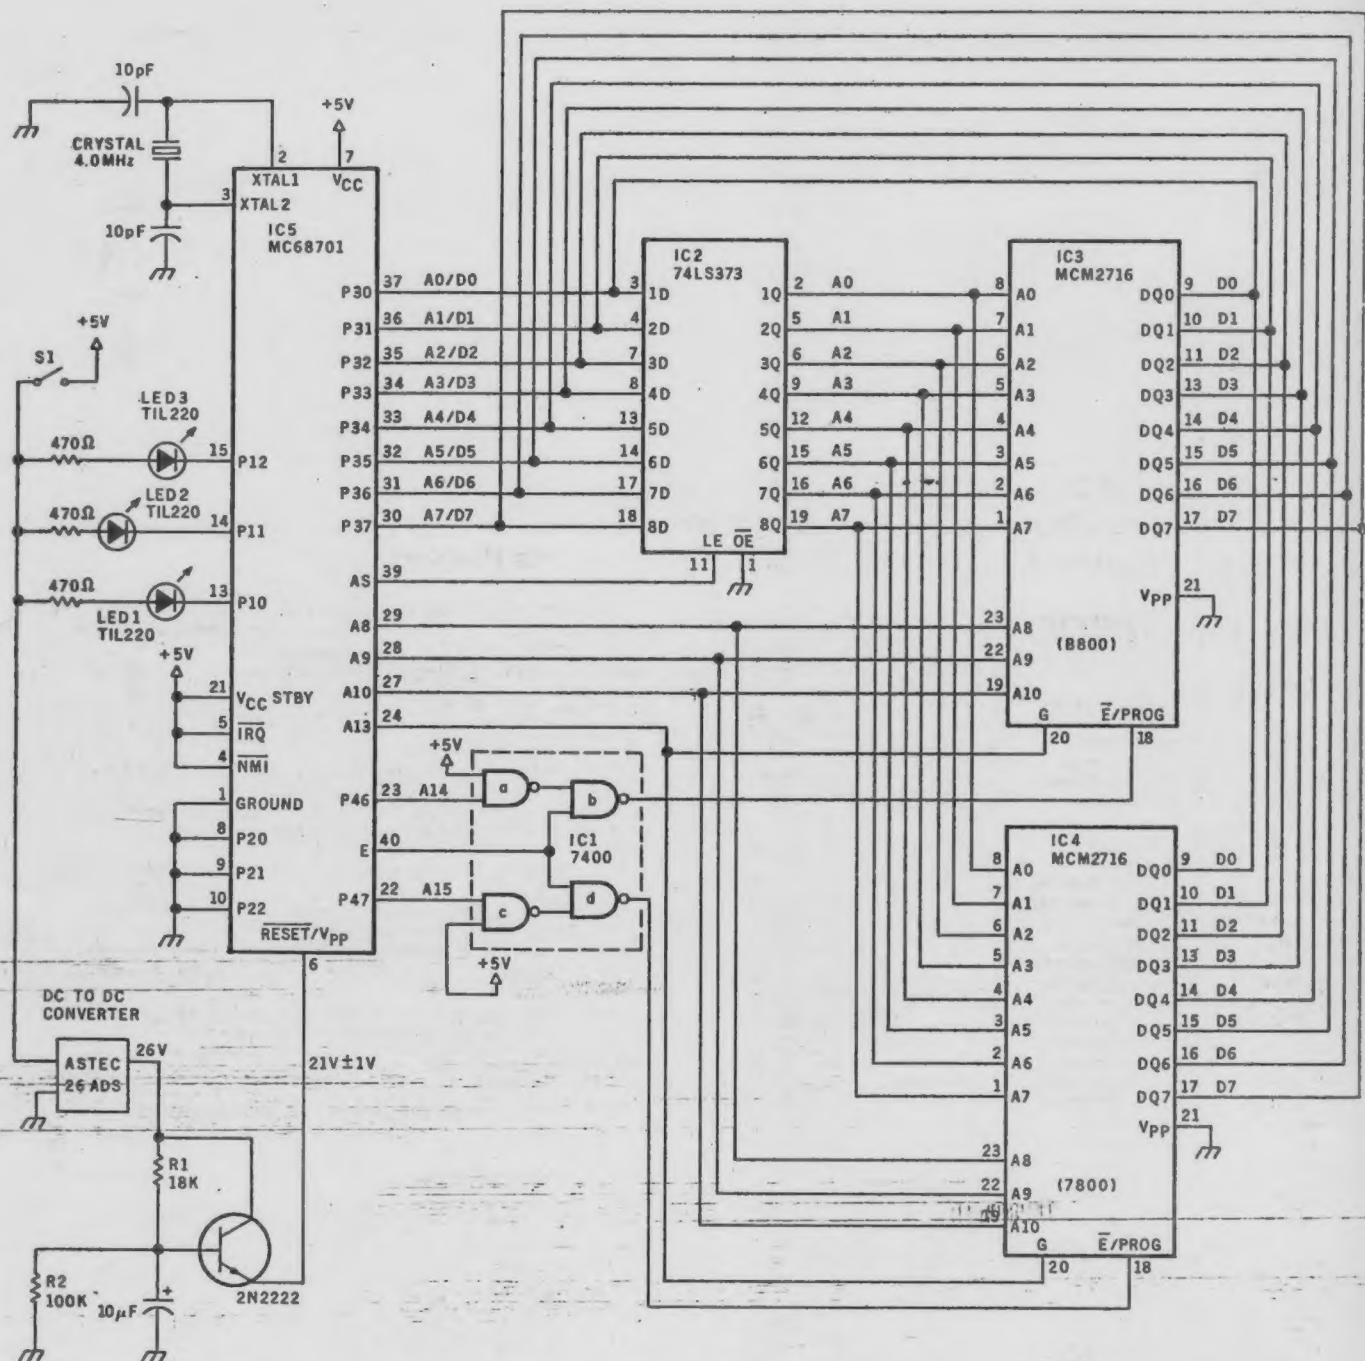 10pF
+5V
CRYSTAL
4.0MHz
2
7
XTAL1
VCC
3
XTAL2
10pF
IC5
MC68701
+5V
S1
LED3
TIL220
470Ω
15
P12
LED2
TIL220
470Ω
14
P11
470Ω
13
P10
LED1
TIL220
+5V
21
VCC STBY
5
IRQ
4
NMI
1
GROUND
8
P20
9
P21
10
P22
RESET/VPP
6
P30 37 A0/D0
P31 36 A1/D1
P32 35 A2/D2
P33 34 A3/D3
P34 33 A4/D4
P35 32 A5/D5
P36 31 A6/D6
P37 30 A7/D7
AS 39
A8 29
A9 28
A10 27
A13 24
P46 23 A14
E 40
P47 22 A15
IC2
74LS373
3 1D 1Q 2 A0
4 2D 2Q 5 A1
7 3D 3Q 6 A2
8 4D 4Q 9 A3
13 5D 5Q 12 A4
14 6D 6Q 15 A5
17 7D 7Q 16 A6
18 8D 8Q 19 A7
LE OE
11 1
+5V
a
b
IC1
7400
c
d
+5V
IC3
MCM2716
8 A0 DQ0 9 D0
7 A1 DQ1 10 D1
6 A2 DQ2 11 D2
5 A3 DQ3 13 D3
4 A4 DQ4 14 D4
3 A5 DQ5 15 D5
2 A6 DQ6 16 D6
1 A7 DQ7 17 D7
VPP 21
23 A8
(B800)
22 A9
19 A10
G E/PROG
20 18
IC4
MCM2716
8 A0 DQ0 9 D0
7 A1 DQ1 10 D1
6 A2 DQ2 11 D2
5 A3 DQ3 13 D3
4 A4 DQ4 14 D4
3 A5 DQ5 15 D5
2 A6 DQ6 16 D6
1 A7 DQ7 17 D7
VPP 21
23 A8
22 A9 (7800)
19 A10
G E/PROG
20 18
DC TO DC
CONVERTER
ASTEC
26 ADS
26V
21V±1V
R1
18K
R2
100K
10µF
+
2N2222